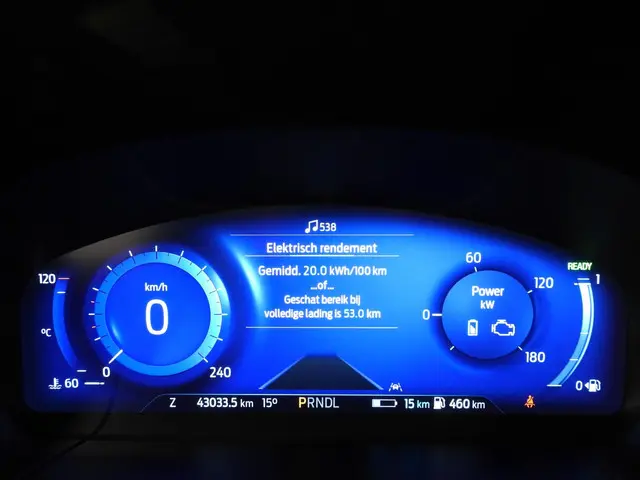 538
Elektrisch rendement
Gemidd. 20.0 kWh/100 km
...of...
Geschat bereik bij
volledige lading is 53.0 km
120
°C
60
km/h
0
0
240
60
120
Power
kW
0
180
READY
1
0
Z 43033.5 km 15° PRNDL 15 km 460 km